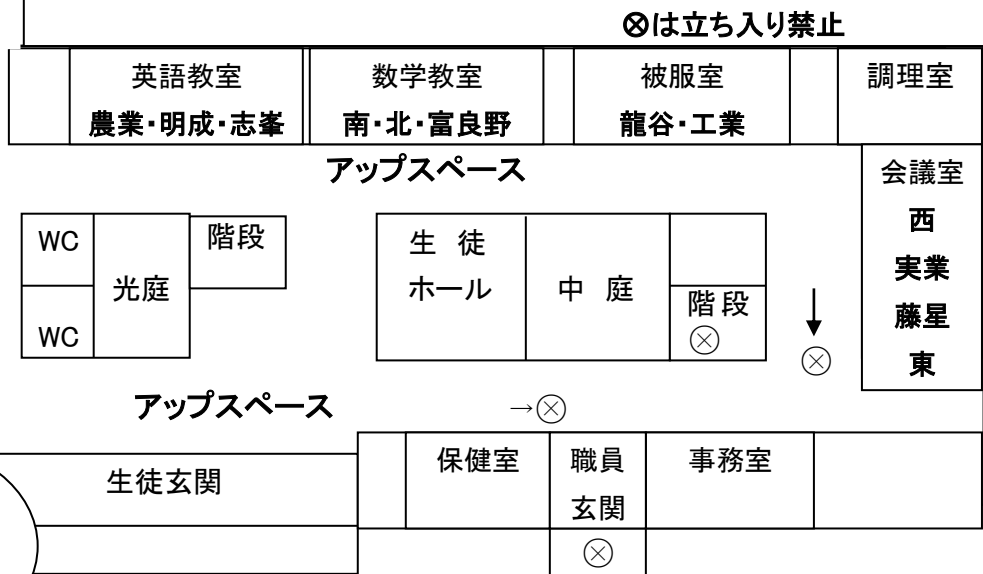 ⊗は立ち入り禁止
英語教室
農業・明成・志峯
数学教室
南・北・富良野
被服室
龍谷・工業
調理室
アップスペース
会議室
西
実業
藤星
東
WC
光庭
階段
WC
生 徒
ホール
中 庭
階段
⊗
↓
⊗
アップスペース
→⊗
生徒玄関
保健室
職員
玄関
⊗
事務室